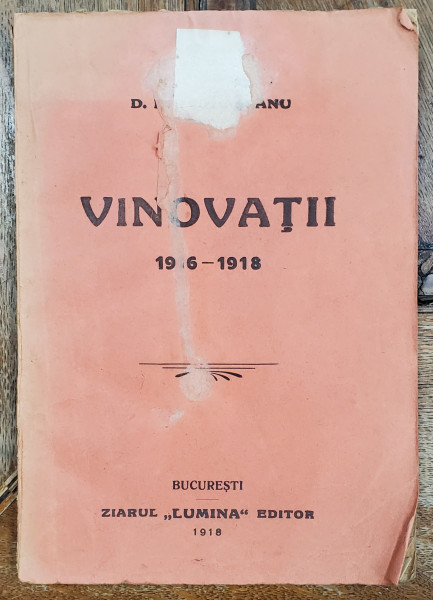 D.
VINOVAŢII
1916–1918
BUCUREŞTI
ZIARUL „LUMINA“ EDITOR
1918